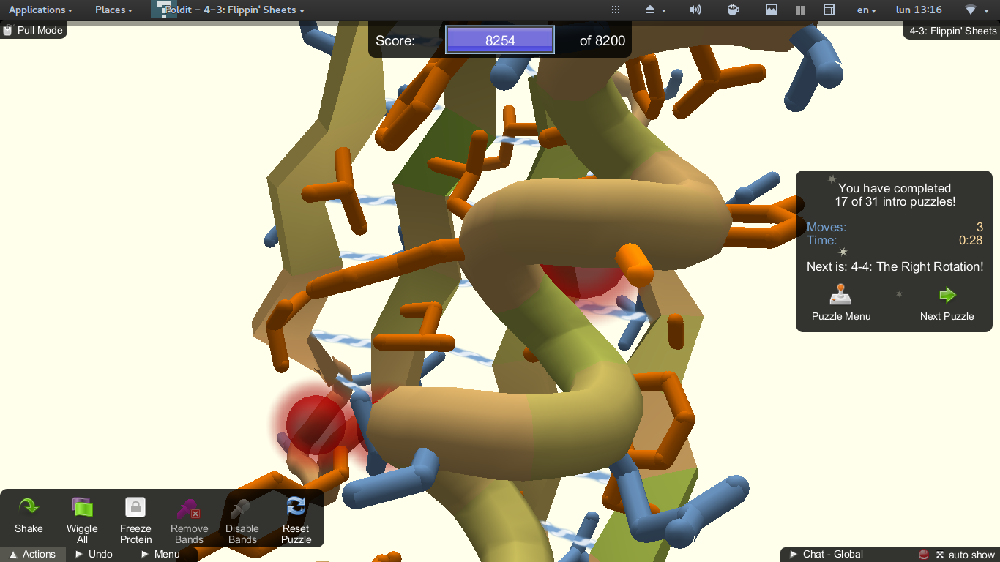 Applications Places Foldit - 4-3: Flippin' Sheets en lun 13:16
Pull Mode
Score: 8254 of 8200
4-3: Flippin' Sheets
You have completed
17 of 31 intro puzzles!
Moves: 3
Time: 0:28
Next is: 4-4: The Right Rotation!
Puzzle Menu Next Puzzle
Shake
Wiggle
All
Freeze
Protein
Remove
Bands
Disable
Bands
Reset
Puzzle
Actions Undo Menu
Chat - Global auto show